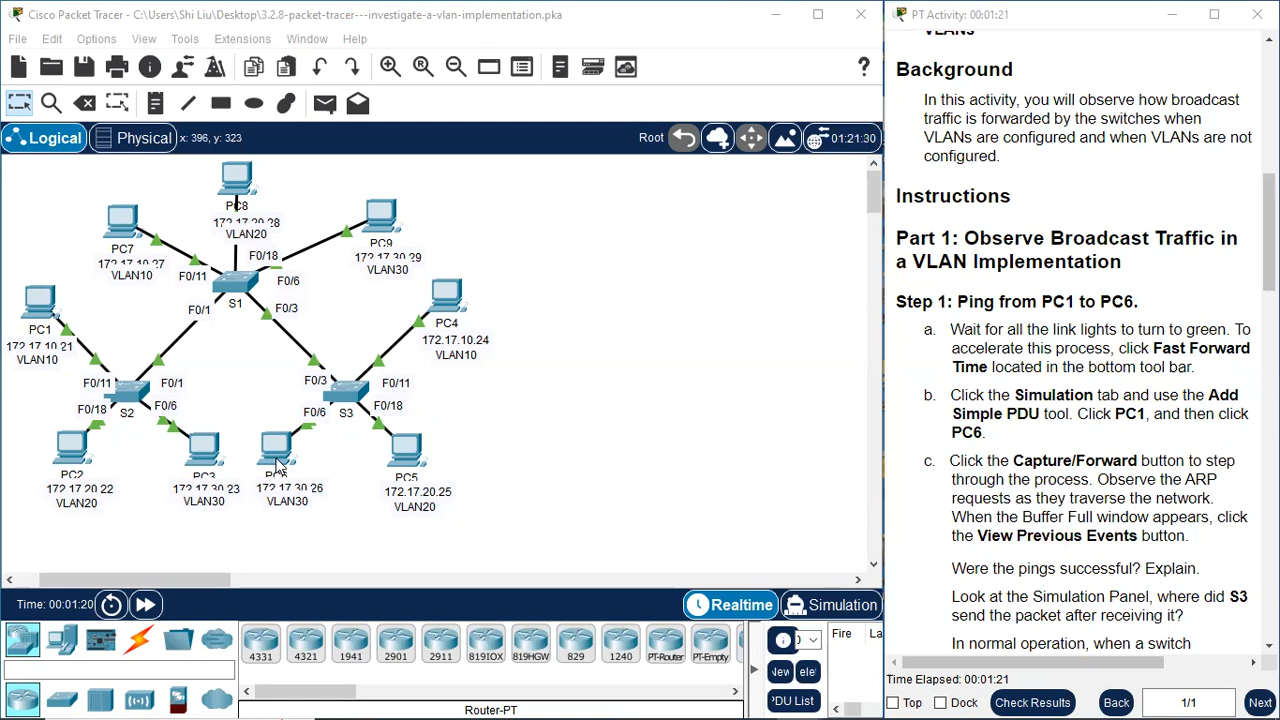 Cisco Packet Tracer - C:\Users\Shi Liu\Desktop\3.2.8-packet-tracer---investigate-a-vlan-implementation.pka
File Edit Options View Tools Extensions Window Help
Logical Physical x: 396, y: 323 Root 01:21:30
PC8
172.17.20.28
VLAN20
PC7
172.17.10.27
VLAN10
PC9
172.17.30.29
VLAN30
F0/11 F0/18
F0/6
S1
F0/1 F0/3
PC1
172.17.10.21
VLAN10
PC4
172.17.10.24
VLAN10
F0/11 F0/1
F0/18 F0/6
S2
F0/3 F0/11
F0/6 F0/18
S3
PC2
172.17.20.22
VLAN20
PC3
172.17.30.23
VLAN30
172.17.30.26
VLAN30
PC5
172.17.20.25
VLAN20
Time: 00:01:20 Realtime Simulation
4331 4321 1941 2901 2911 819IOX 819HGW 829 1240 PT-Router PT-Empty
Router-PT
Fire La
New elet
PDU List
PT Activity: 00:01:21
VLANs
Background
In this activity, you will observe how broadcast
traffic is forwarded by the switches when
VLANs are configured and when VLANs are not
configured.
Instructions
Part 1: Observe Broadcast Traffic in
a VLAN Implementation
Step 1: Ping from PC1 to PC6.
a. Wait for all the link lights to turn to green. To
accelerate this process, click Fast Forward
Time located in the bottom tool bar.
b. Click the Simulation tab and use the Add
Simple PDU tool. Click PC1, and then click
PC6.
c. Click the Capture/Forward button to step
through the process. Observe the ARP
requests as they traverse the network.
When the Buffer Full window appears, click
the View Previous Events button.
Were the pings successful? Explain.
Look at the Simulation Panel, where did S3
send the packet after receiving it?
In normal operation, when a switch
Time Elapsed: 00:01:21
Top Dock Check Results Back 1/1 Next